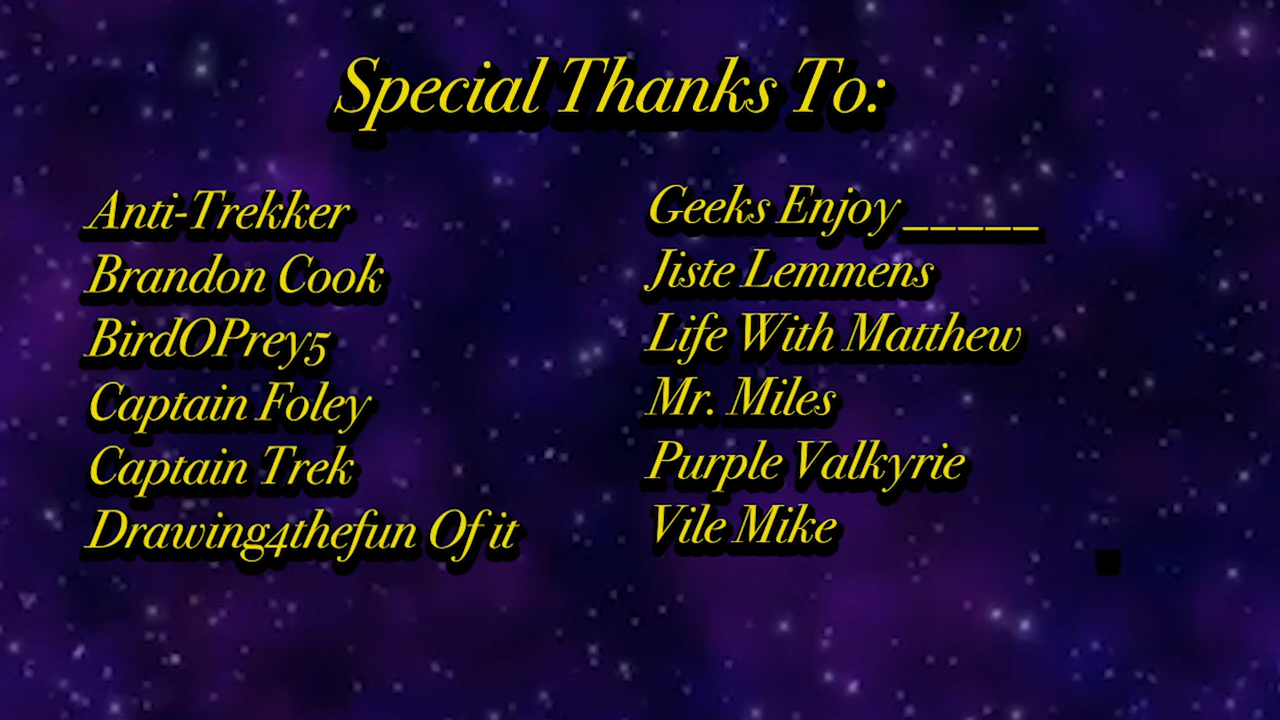 Special Thanks To:
Anti-Trekker
Brandon Cook
BirdOPrey5
Captain Foley
Captain Trek
Drawing4thefun Of it
Geeks Enjoy _____
Jiste Lemmens
Life With Matthew
Mr. Miles
Purple Valkyrie
Vile Mike